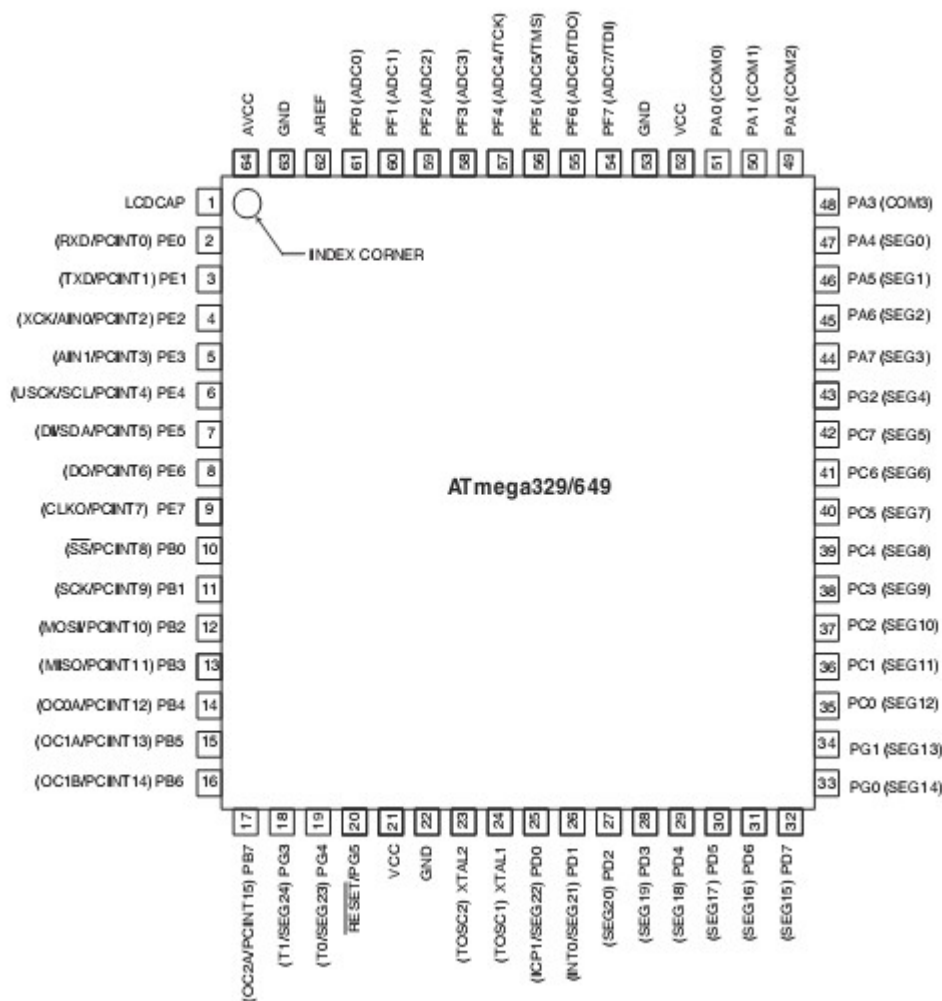 AVCC
GND
AREF
PF0 (ADC0)
PF1 (ADC1)
PF2 (ADC2)
PF3 (ADC3)
PF4 (ADC4/TCK)
PF5 (ADC5/TMS)
PF6 (ADC6/TDO)
PF7 (ADC7/TDI)
GND
VCC
PA0 (COM0)
PA1 (COM1)
PA2 (COM2)
64
63
62
61
60
59
58
57
56
55
54
53
52
51
50
49
LCDCAP 1
(RXD/PCINT0) PE0 2
(TXD/PCINT1) PE1 3
(XCK/AIN0/PCINT2) PE2 4
(AIN1/PCINT3) PE3 5
(USCK/SCL/PCINT4) PE4 6
(DI/SDA/PCINT5) PE5 7
(DO/PCINT6) PE6 8
(CLKO/PCINT7) PE7 9
(SS/PCINT8) PB0 10
(SCK/PCINT9) PB1 11
(MOSI/PCINT10) PB2 12
(MISO/PCINT11) PB3 13
(OC0A/PCINT12) PB4 14
(OC1A/PCINT13) PB5 15
(OC1B/PCINT14) PB6 16
INDEX CORNER
ATmega329/649
48 PA3 (COM3)
47 PA4 (SEG0)
46 PA5 (SEG1)
45 PA6 (SEG2)
44 PA7 (SEG3)
43 PG2 (SEG4)
42 PC7 (SEG5)
41 PC6 (SEG6)
40 PC5 (SEG7)
39 PC4 (SEG8)
38 PC3 (SEG9)
37 PC2 (SEG10)
36 PC1 (SEG11)
35 PC0 (SEG12)
34 PG1 (SEG13)
33 PG0 (SEG14)
17
18
19
20
21
22
23
24
25
26
27
28
29
30
31
32
(OC2A/PCINT15) PB7
(T1/SEG24) PG3
(T0/SEG23) PG4
RESET/PG5
VCC
GND
(TOSC2) XTAL2
(TOSC1) XTAL1
(ICP1/SEG22) PD0
(INT0/SEG21) PD1
(SEG20) PD2
(SEG19) PD3
(SEG18) PD4
(SEG17) PD5
(SEG16) PD6
(SEG15) PD7